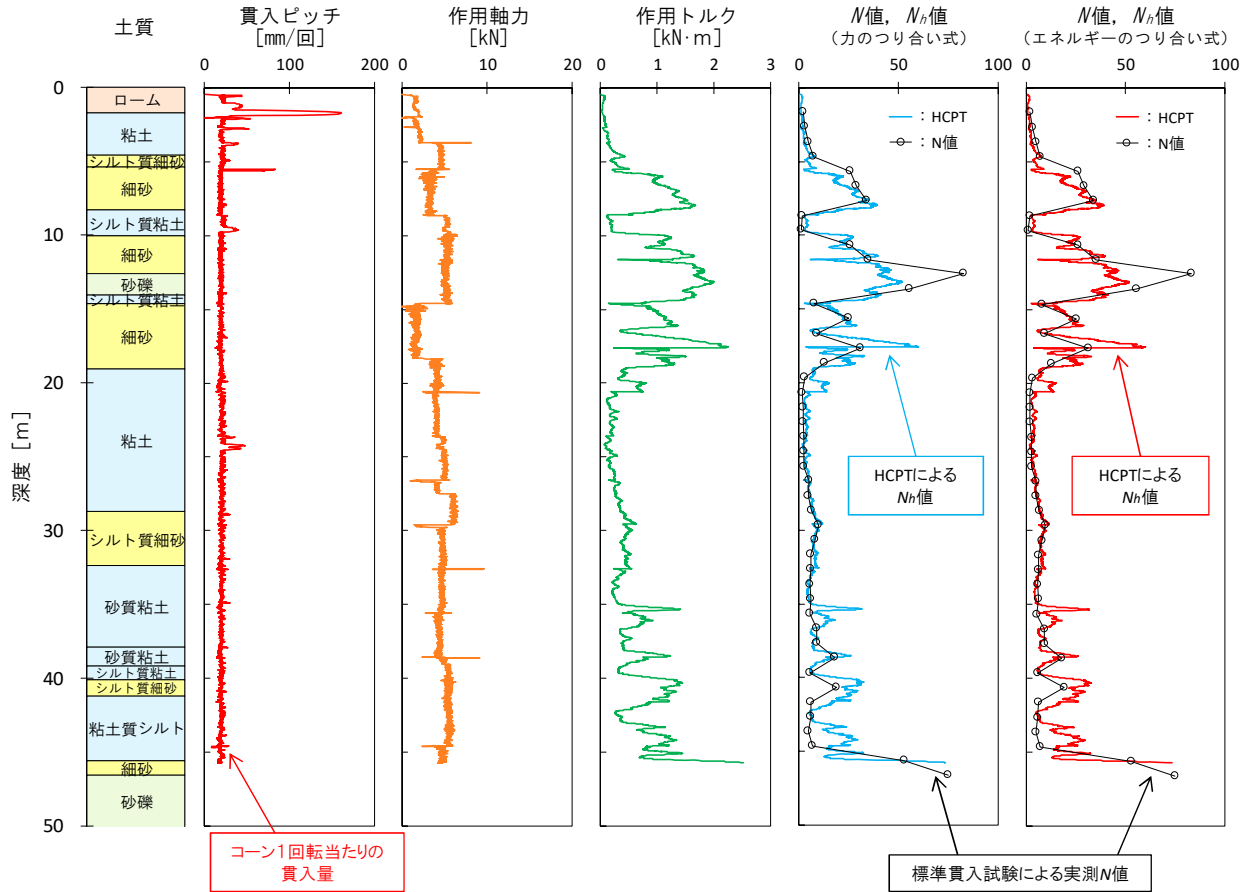 土質
貫入ピッチ
[mm/回]
作用軸力
[kN]
作用トルク
[kN·m]
N値，Nh値
（力のつり合い式）
N値，Nh値
（エネルギーのつり合い式）
0 100 200
0 10 20
0 1 2 3
0 50 100
0 50 100
深度 [m]
0
10
20
30
40
50
ローム
粘土
シルト質細砂
細砂
シルト質粘土
細砂
砂礫
シルト質粘土
細砂
粘土
シルト質細砂
砂質粘土
砂質粘土
シルト質粘土
シルト質細砂
粘土質シルト
細砂
砂礫
：HCPT
：N値
：HCPT
：N値
HCPTによる
Nh値
HCPTによる
Nh値
コーン1回転当たりの
貫入量
標準貫入試験による実測N値